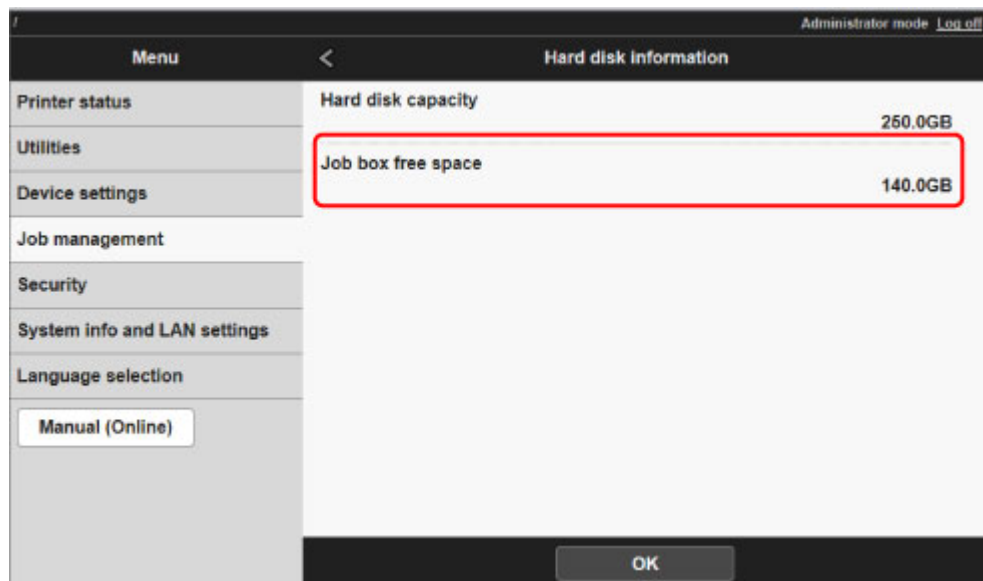 Administrator mode Log off
Menu
< Hard disk information
Printer status
Utilities
Device settings
Job management
Security
System info and LAN settings
Language selection
Manual (Online)
Hard disk capacity
250.0GB
Job box free space
140.0GB
OK